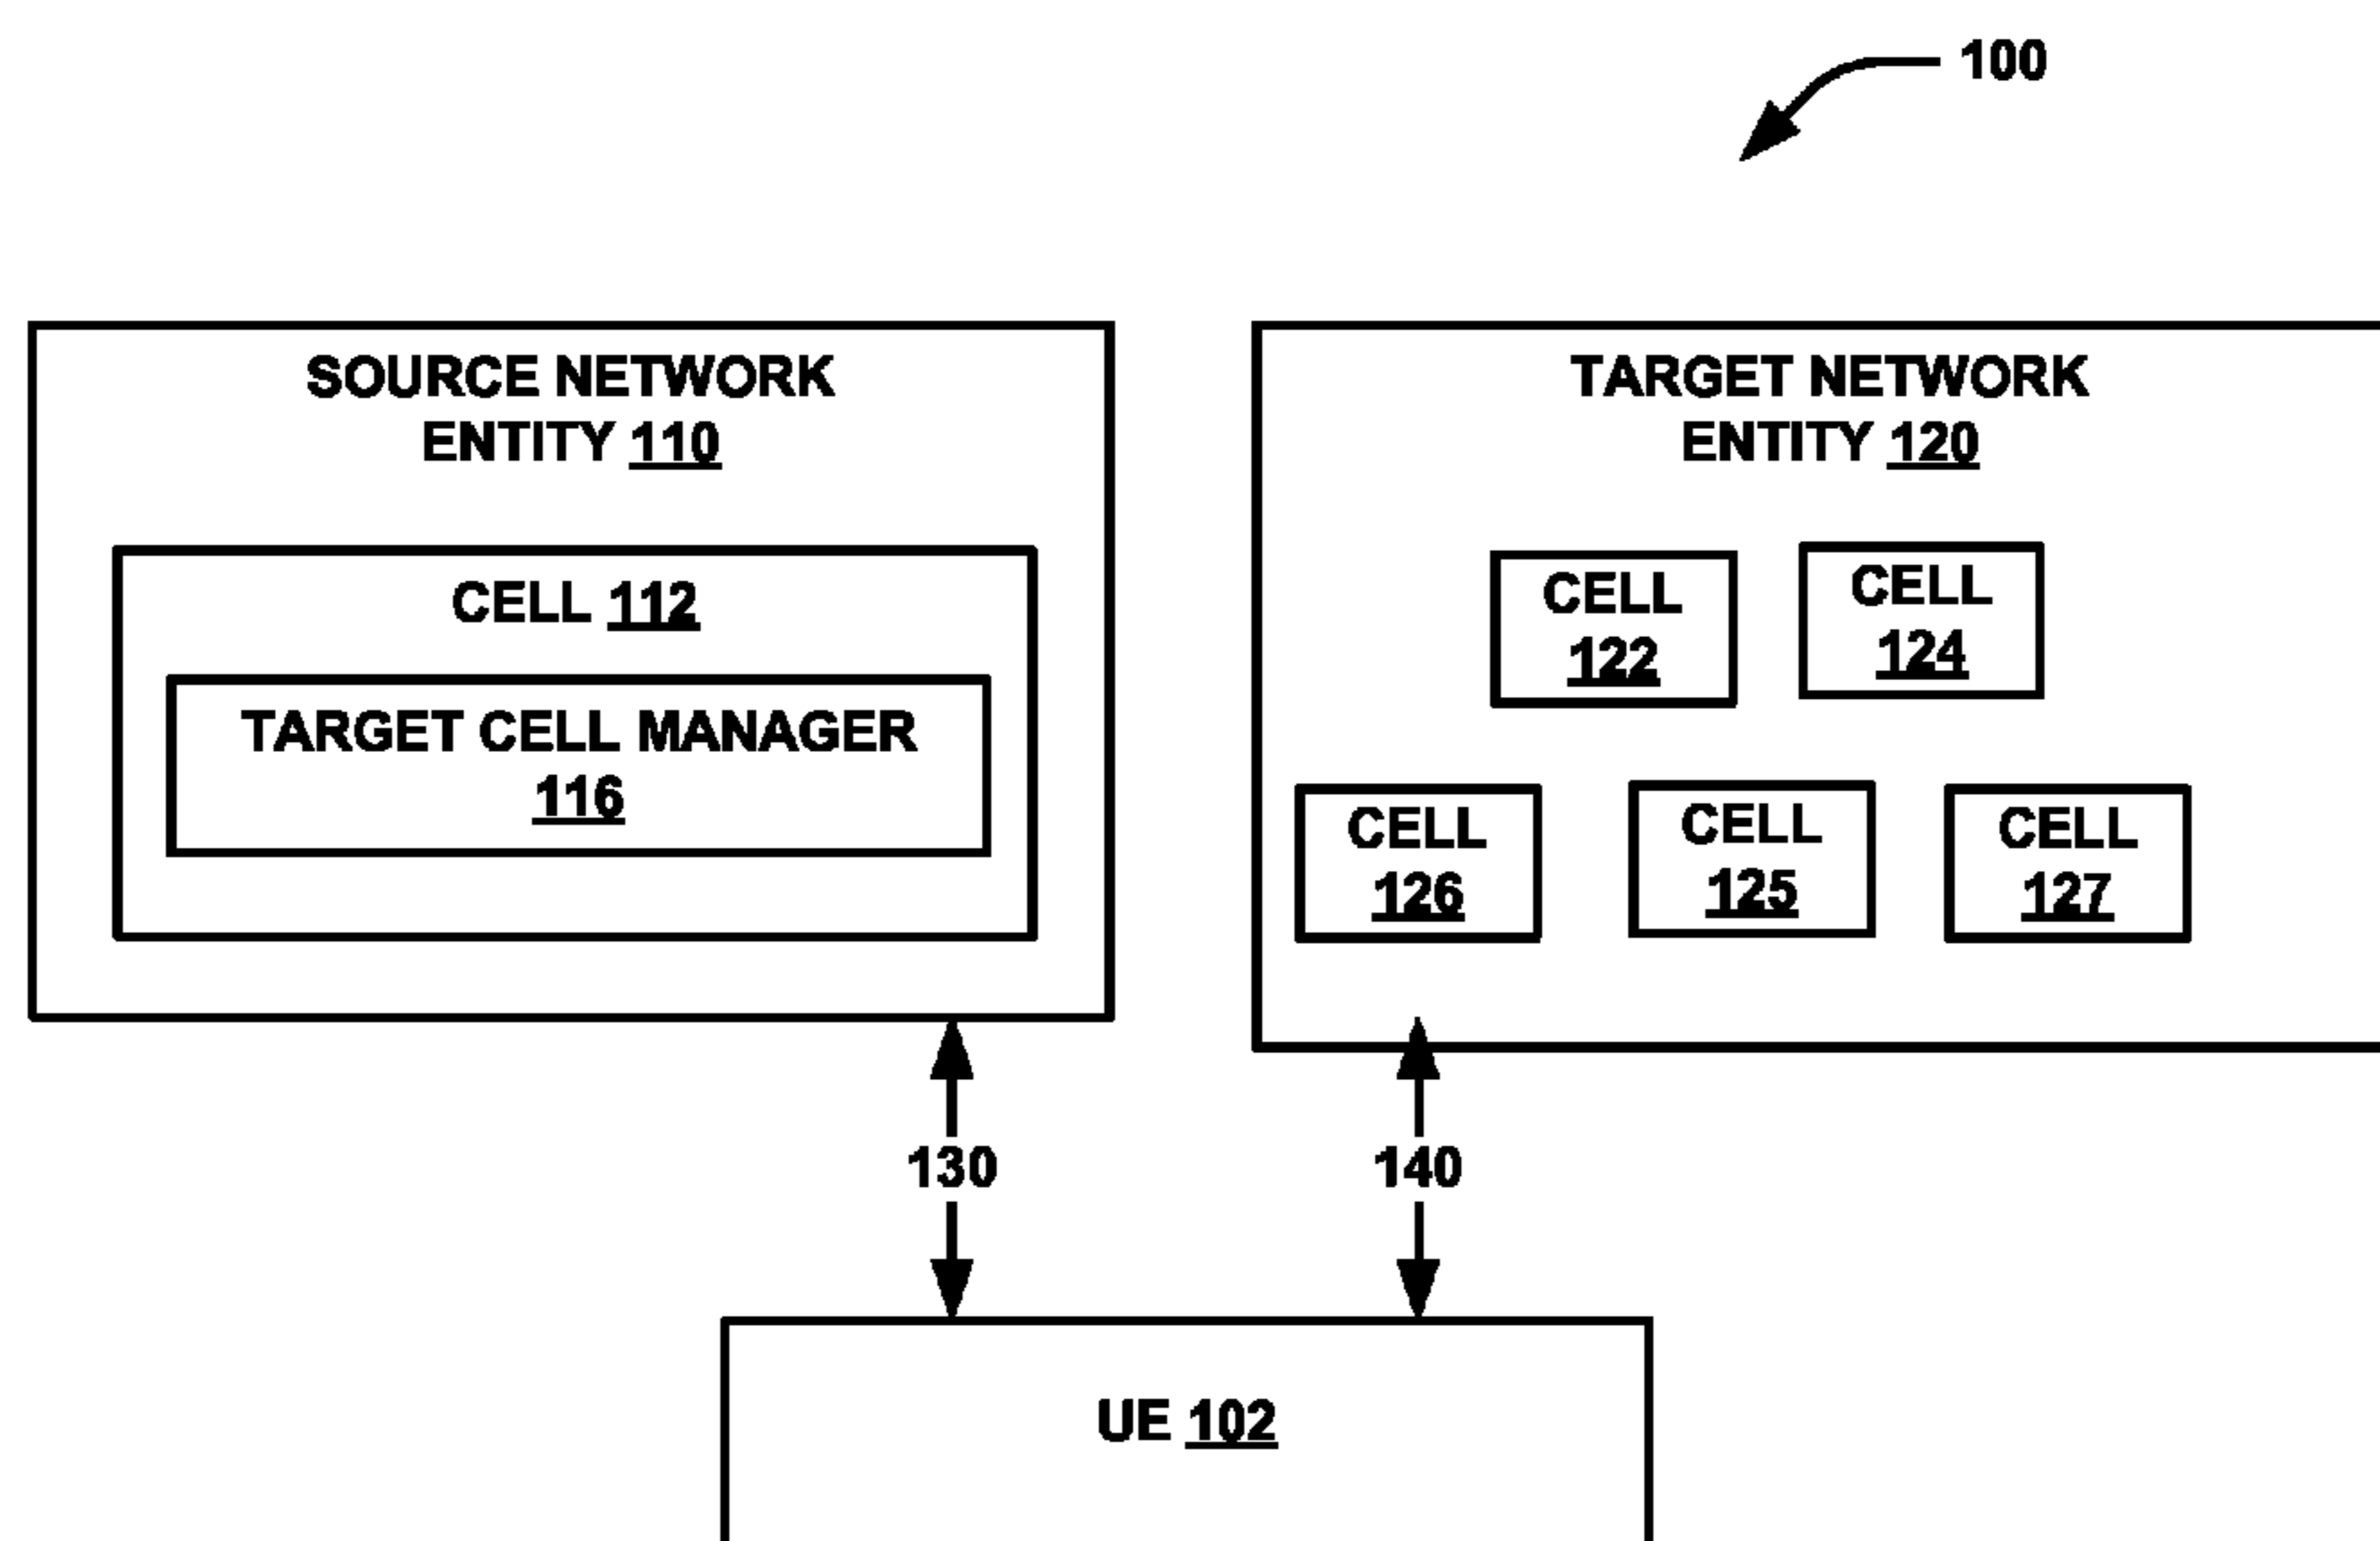 100
SOURCE NETWORK
ENTITY 110
CELL 112
TARGET CELL MANAGER
116
TARGET NETWORK
ENTITY 120
CELL
122
CELL
124
CELL
126
CELL
125
CELL
127
130
140
UE 102